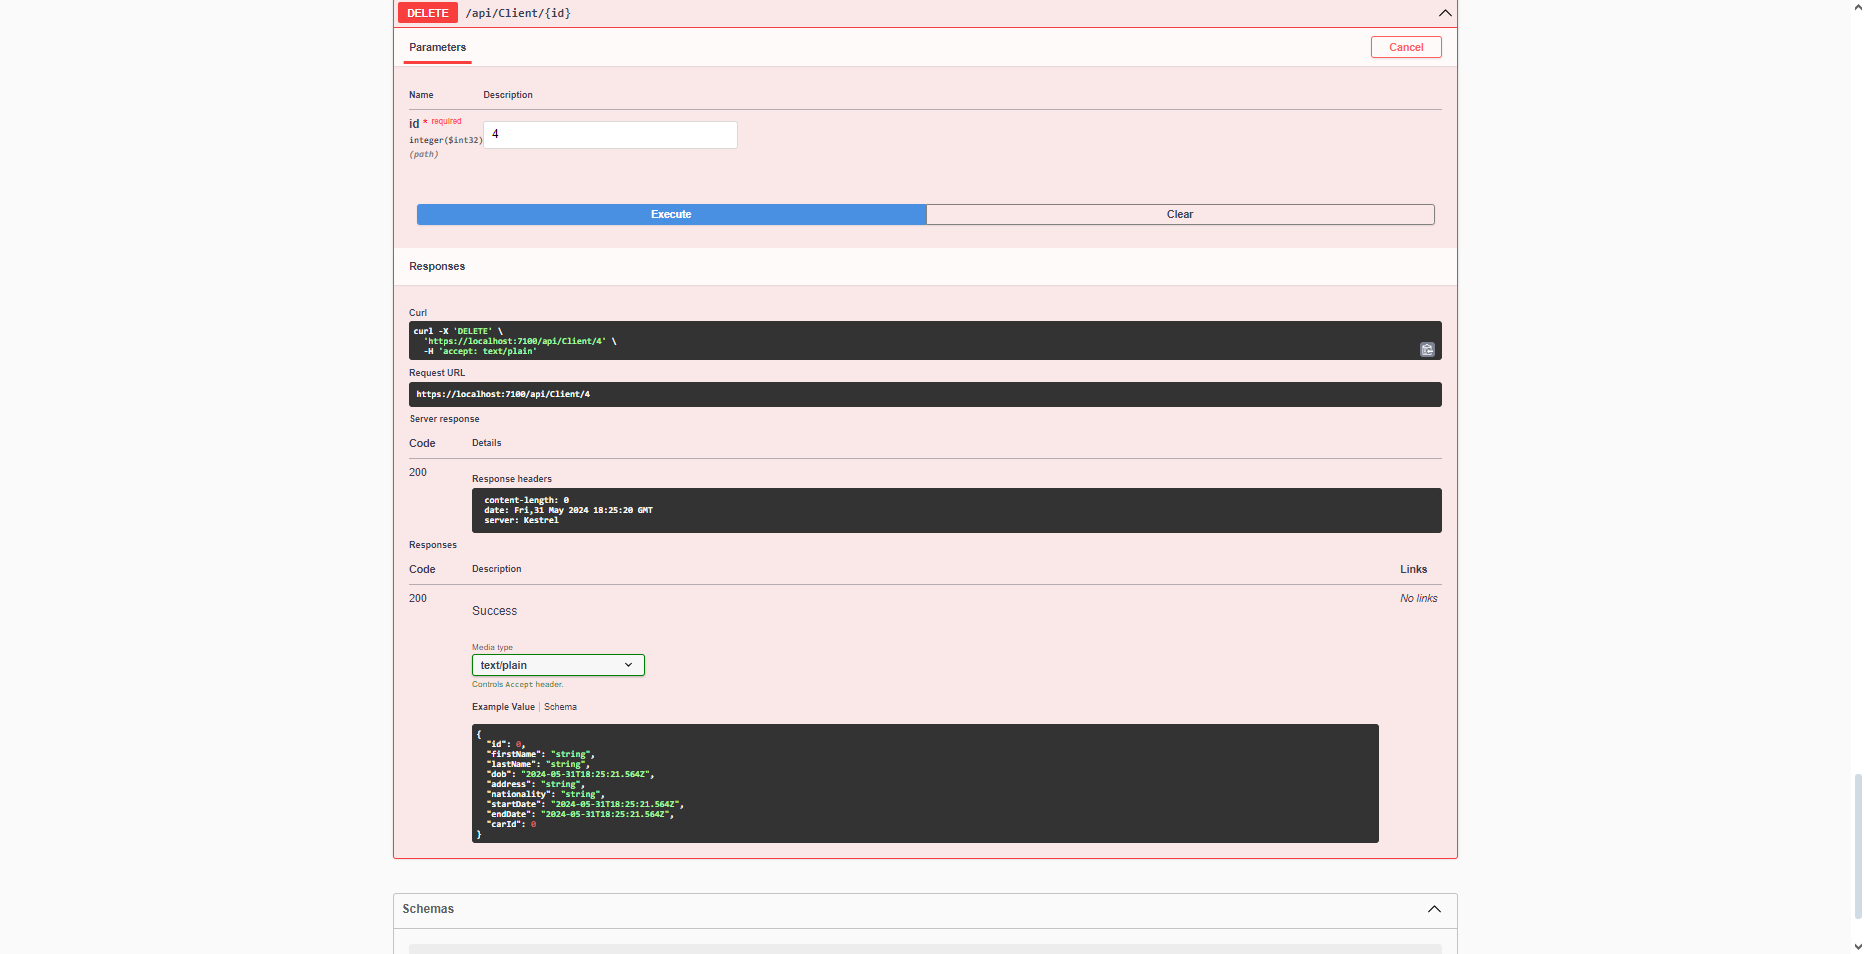 DELETE /api/Client/{id}
Parameters
Cancel
Name Description
id * required
integer($int32)
(path)
4
Execute Clear
Responses
Curl
curl -X 'DELETE' \
'https://localhost:7100/api/Client/4' \
-H 'accept: text/plain'
Request URL
https://localhost:7100/api/Client/4
Server response
Code Details
200
Response headers
content-length: 0
date: Fri,31 May 2024 18:25:20 GMT
server: Kestrel
Responses
Code Description Links
200
Success
No links
Media type
text/plain
Controls Accept header.
Example Value | Schema
{
"id": 0,
"firstName": "string",
"lastName": "string",
"dob": "2024-05-31T18:25:21.564Z",
"address": "string",
"nationality": "string",
"startDate": "2024-05-31T18:25:21.564Z",
"endDate": "2024-05-31T18:25:21.564Z",
"carId": 0
}
Schemas